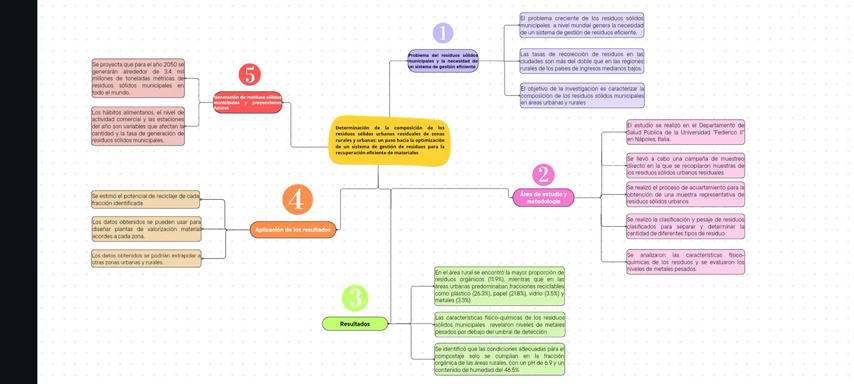 Determinación de la composición de los
residuos sólidos urbanos residuales de zonas
rurales y urbanas: un paso hacia la optimización
de un sistema de gestión de residuos para la
recuperación eficiente de materiales
1
Problema del residuos sólidos
municipales y la necesidad de
un sistema de gestión eficiente
El problema creciente de los residuos sólidos
municipales a nivel mundial genera la necesidad
de un sistema de gestión de residuos eficiente.
Las tasas de recolección de residuos en las
ciudades son más del doble que en las regiones
rurales de los países de ingresos medianos bajos.
El objetivo de la investigación es caracterizar la
composición de los residuos sólidos municipales
en áreas urbanas y rurales
2
Área de estudio y
metodología
El estudio se realizó en el Departamento de
Salud Pública de la Universidad "Federico II"
en Nápoles, Italia.
Se llevó a cabo una campaña de muestreo
directo en la que se recopilaron muestras de
los residuos sólidos urbanos residuales
Se realizó el proceso de acuartamiento para la
obtención de una muestra representativa de
residuos sólidos urbanos
Se realizó la clasificación y pesaje de residuos
clasificados para separar y determinar la
cantidad de diferentes tipos de residuo
Se analizaron las características físico-
químicas de los residuos y se evaluaron los
niveles de metales pesados.
3
Resultados
En el área rural se encontró la mayor proporción de
residuos orgánicos (11.9%), mientras que en las
áreas urbanas predominaban fracciones reciclables
como plástico (26.3%), papel (21.8%), vidrio (3.5%) y
metales (3.3%).
Las características físico-químicas de los residuos
sólidos municipales revelaron niveles de metales
pesados por debajo del umbral de detección
Se identificó que las condiciones adecuadas para el
compostaje solo se cumplían en la fracción
orgánica de las áreas rurales, con un pH de 6.9 y un
contenido de humedad del 46.5%
4
Aplicación de los resultados
Se estimó el potencial de reciclaje de cada
fracción identificada
Los datos obtenidos se pueden usar para
diseñar plantas de valorización material
acordes a cada zona.
Los datos obtenidos se podrían extrapolar a
otras zonas urbanas y rurales.
5
Generación de residuos sólidos
municipales y proyecciones
futuras
Se proyecta que para el año 2050 se
generarán alrededor de 3.4 mil
millones de toneladas métricas de
residuos sólidos municipales en
todo el mundo.
Los hábitos alimentarios, el nivel de
actividad comercial y las estaciones
del año son variables que afectan la
cantidad y la tasa de generación de
residuos sólidos municipales.